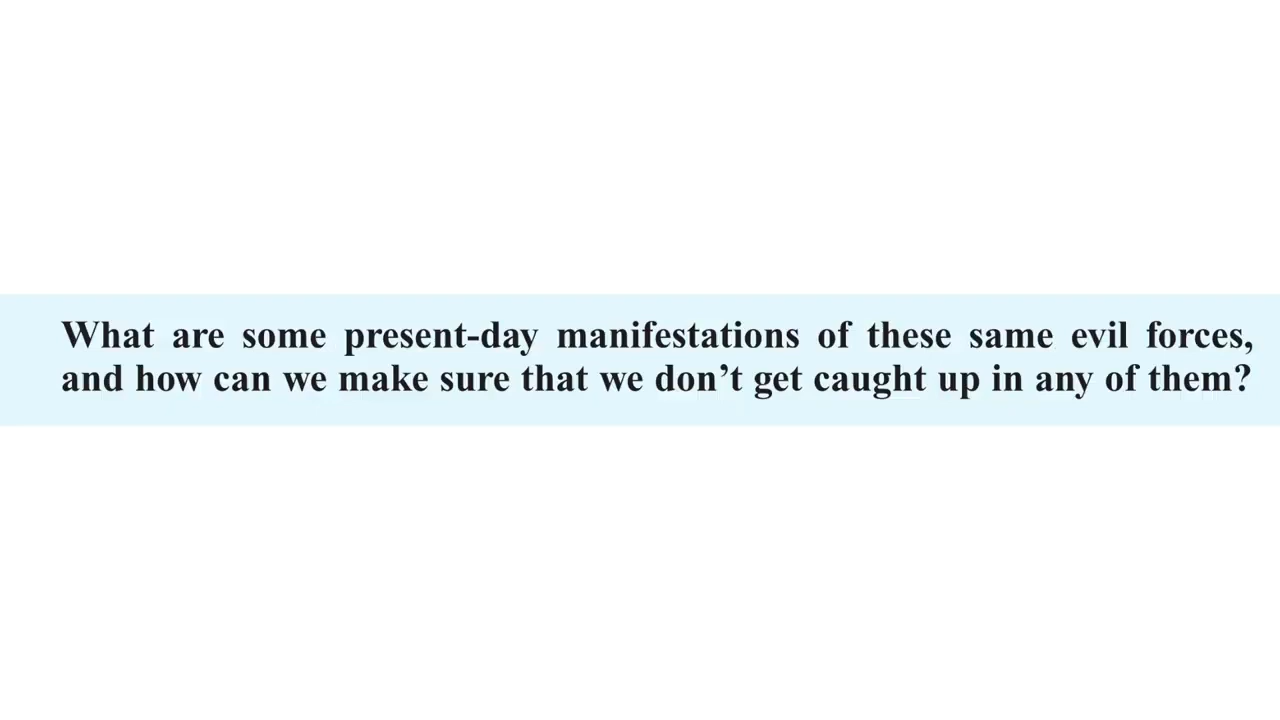 What are some present-day manifestations of these same evil forces,
and how can we make sure that we don’t get caught up in any of them?